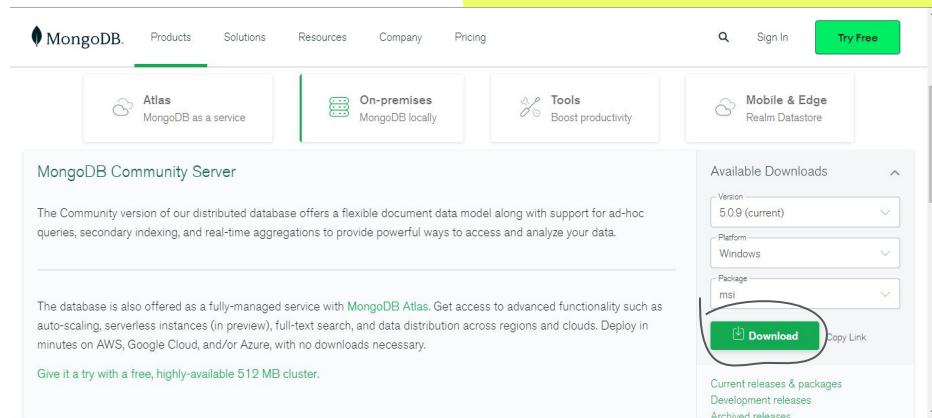 MongoDB.
Products
Solutions
Resources
Company
Pricing
Sign In
Try Free
Atlas
MongoDB as a service
On-premises
MongoDB locally
Tools
Boost productivity
Mobile & Edge
Realm Datastore
MongoDB Community Server
The Community version of our distributed database offers a flexible document data model along with support for ad-hoc
queries, secondary indexing, and real-time aggregations to provide powerful ways to access and analyze your data.
The database is also offered as a fully-managed service with MongoDB Atlas. Get access to advanced functionality such as
auto-scaling, serverless instances (in preview), full-text search, and data distribution across regions and clouds. Deploy in
minutes on AWS, Google Cloud, and/or Azure, with no downloads necessary.
Give it a try with a free, highly-available 512 MB cluster.
Available Downloads
Version
5.0.9 (current)
Platform
Windows
Package
msi
Download
Copy Link
Current releases & packages
Development releases
Archived releases